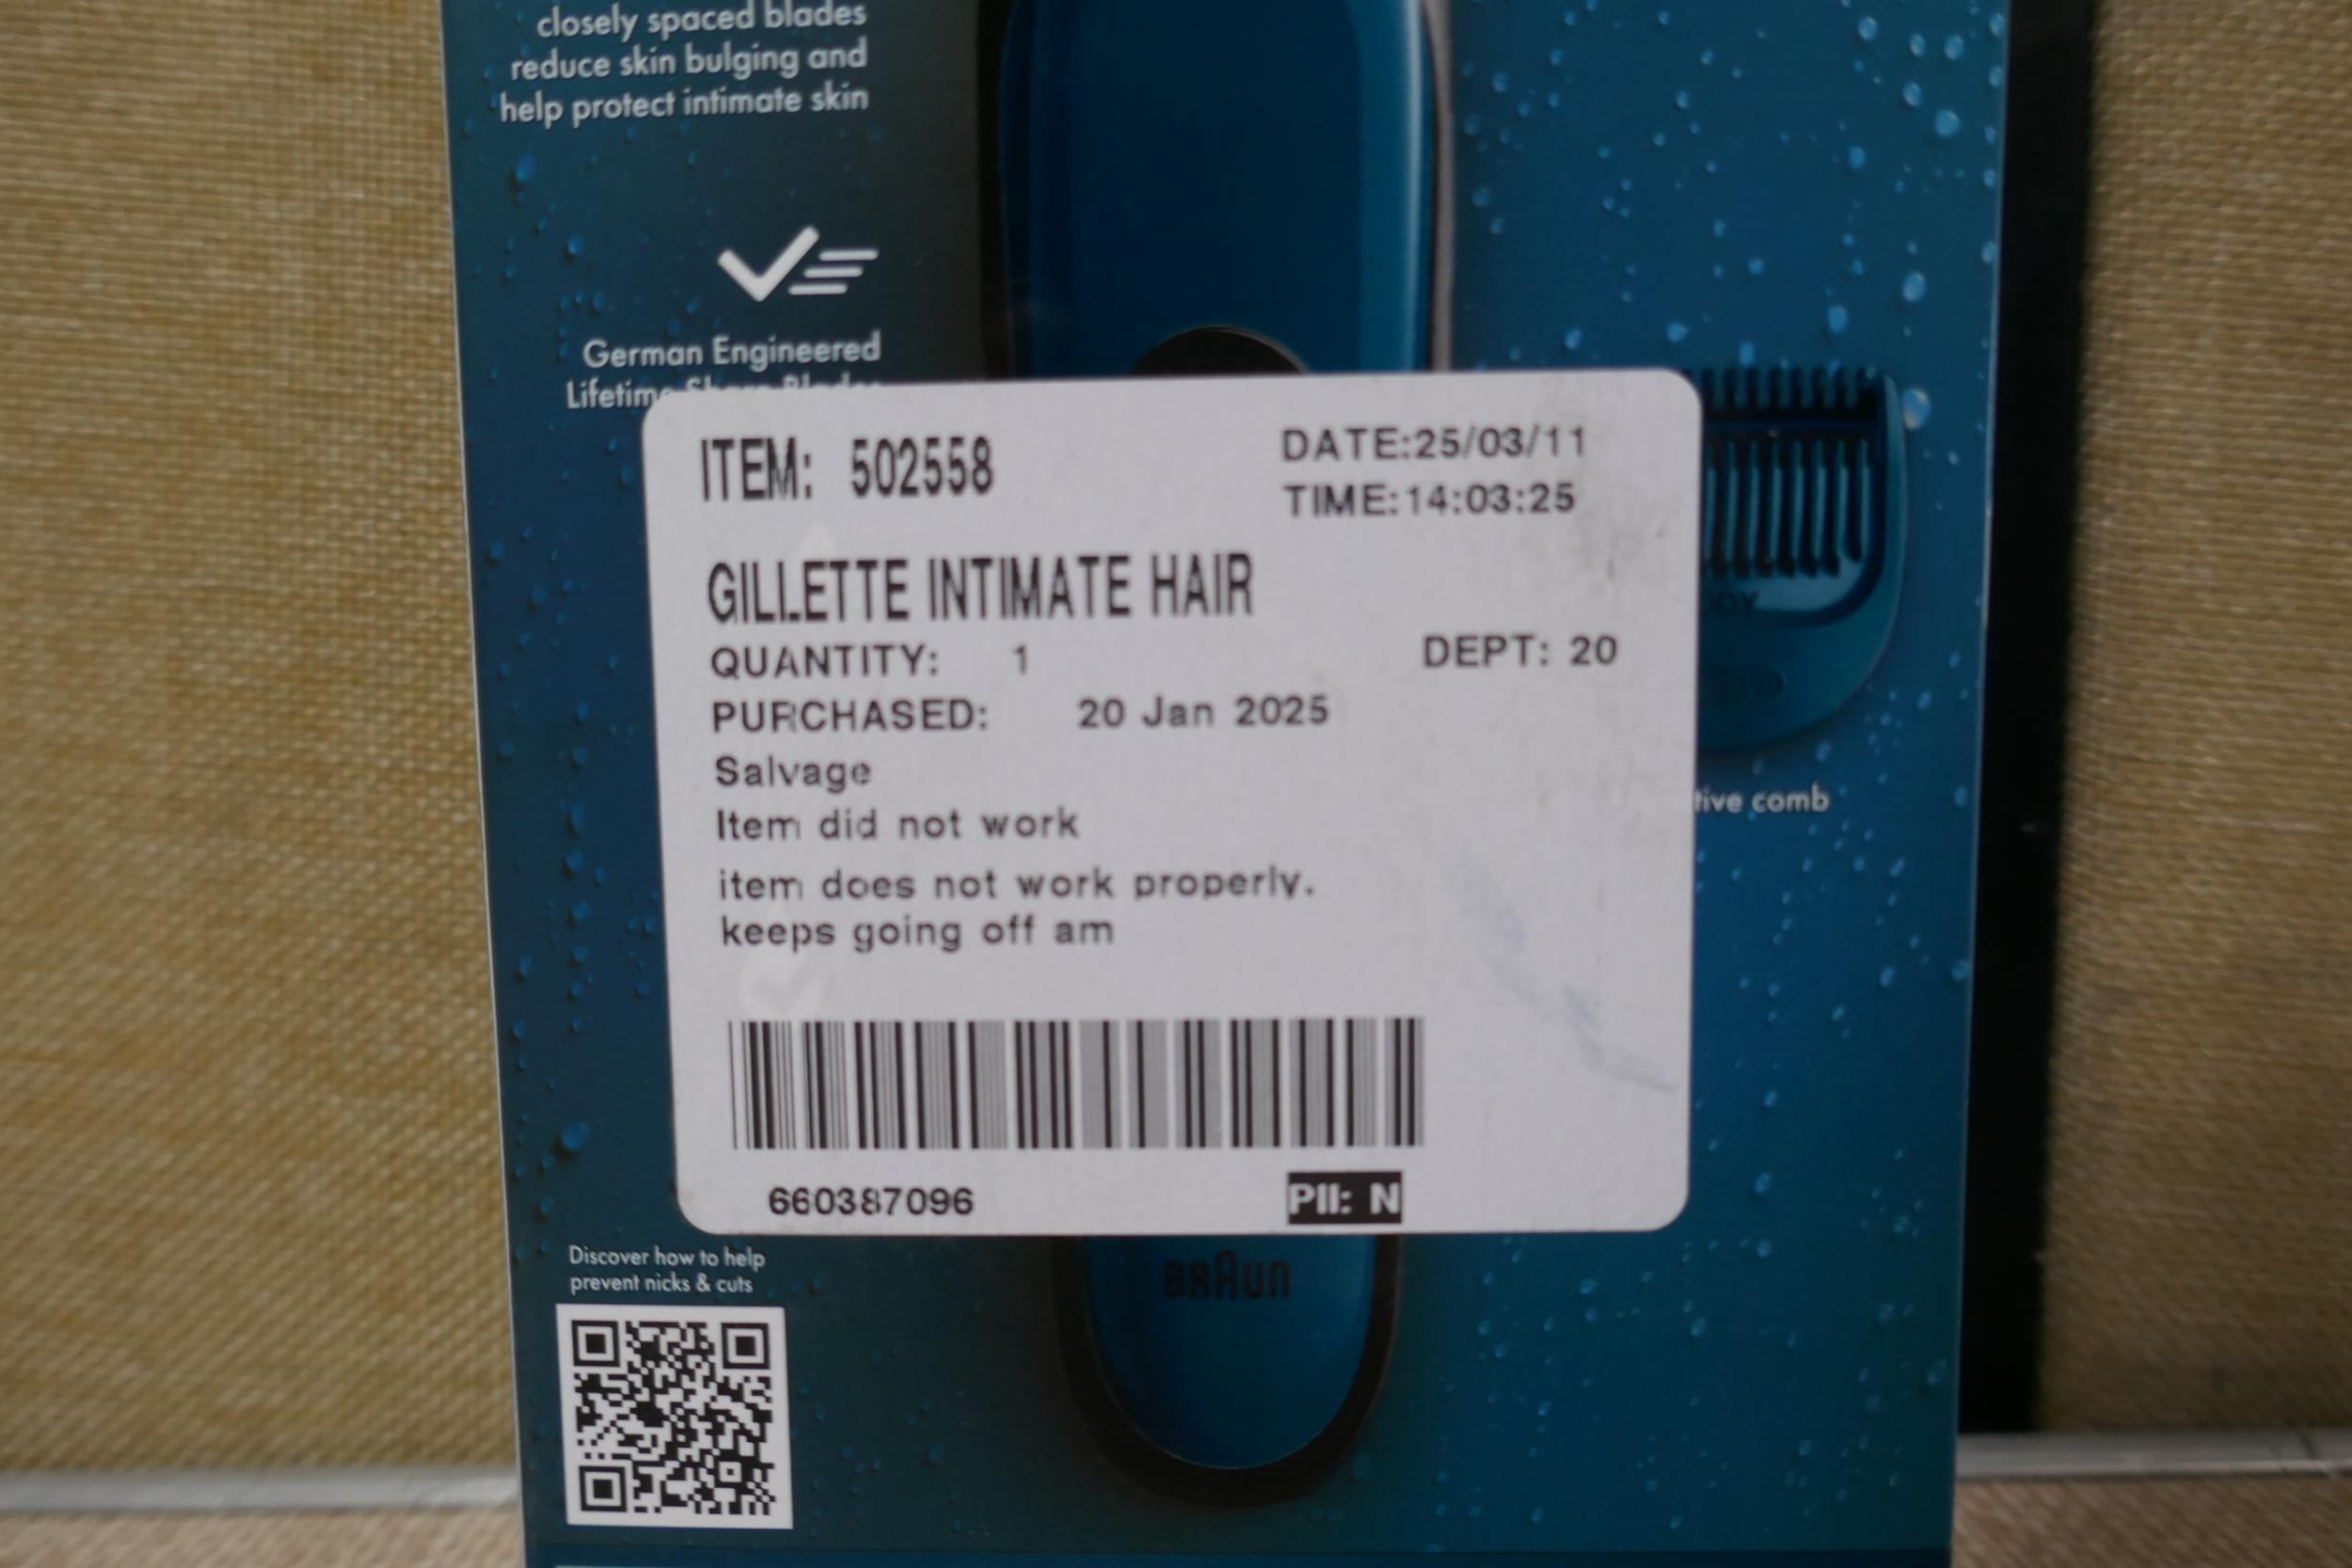 closely spaced blades
reduce skin bulging and
help protect intimate skin
German Engineered
Lifetime Sharp Blades
ITEM: 502558
DATE:25/03/11
TIME:14:03:25
GILLETTE INTIMATE HAIR
QUANTITY: 1
DEPT: 20
PURCHASED: 20 Jan 2025
Salvage
Item did not work
item does not work properly.
keeps going off am
tive comb
660387096
PII: N
BRAUN
Discover how to help
prevent nicks & cuts